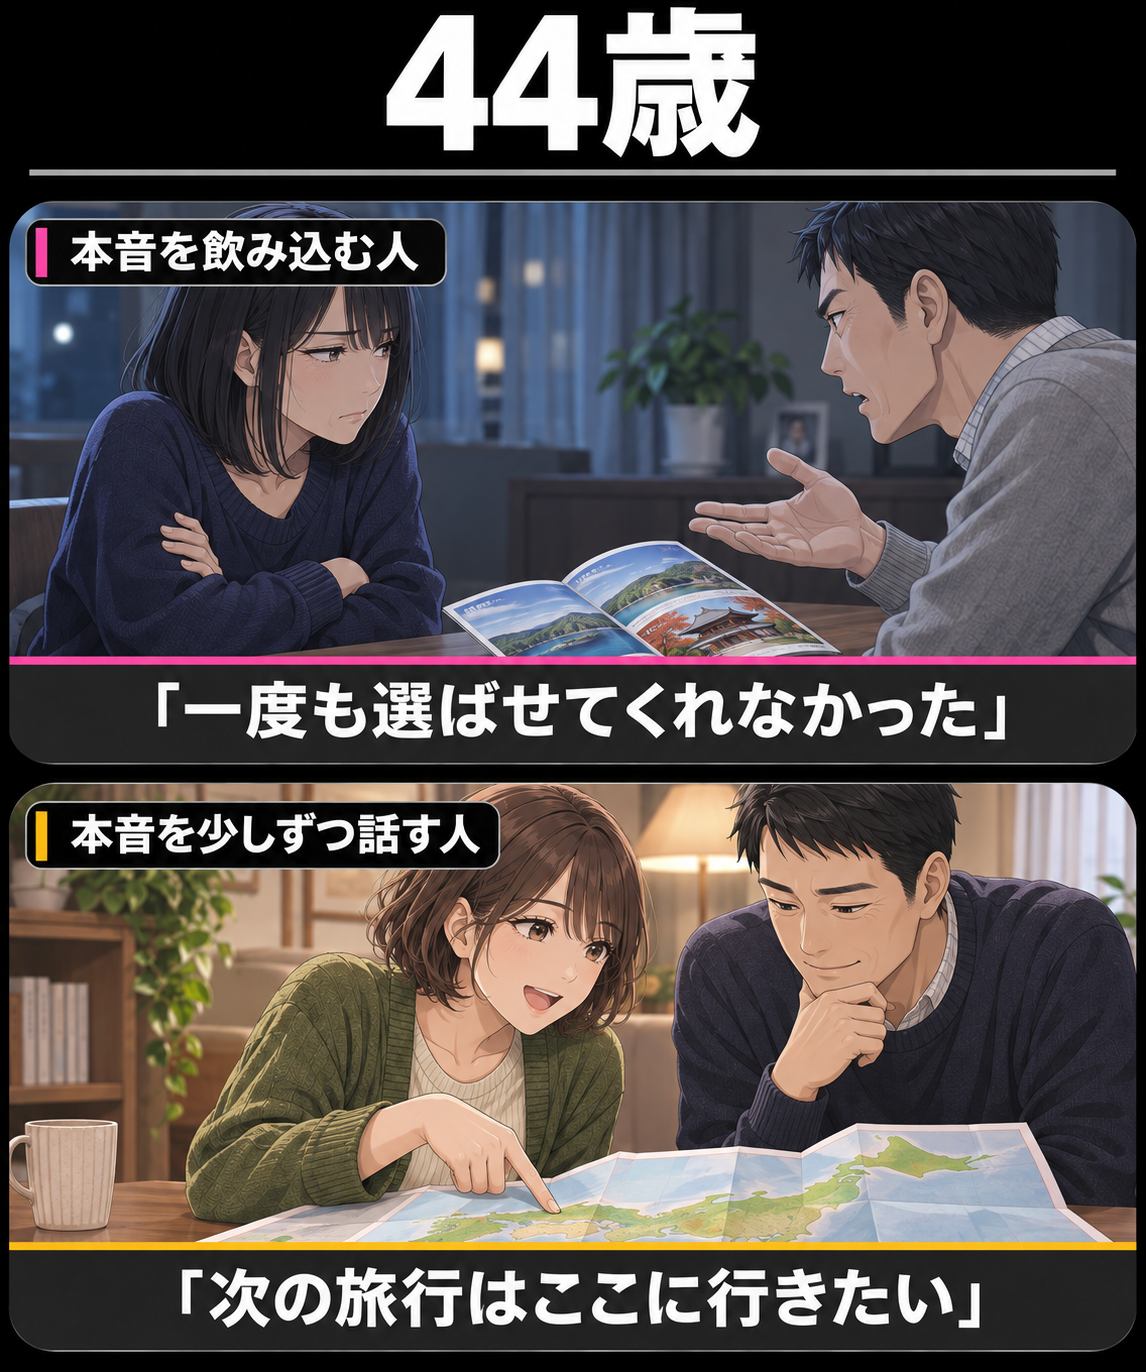 44歳
本音を飲み込む人
「一度も選ばせてくれなかった」
本音を少しずつ話す人
「次の旅行はここに行きたい」